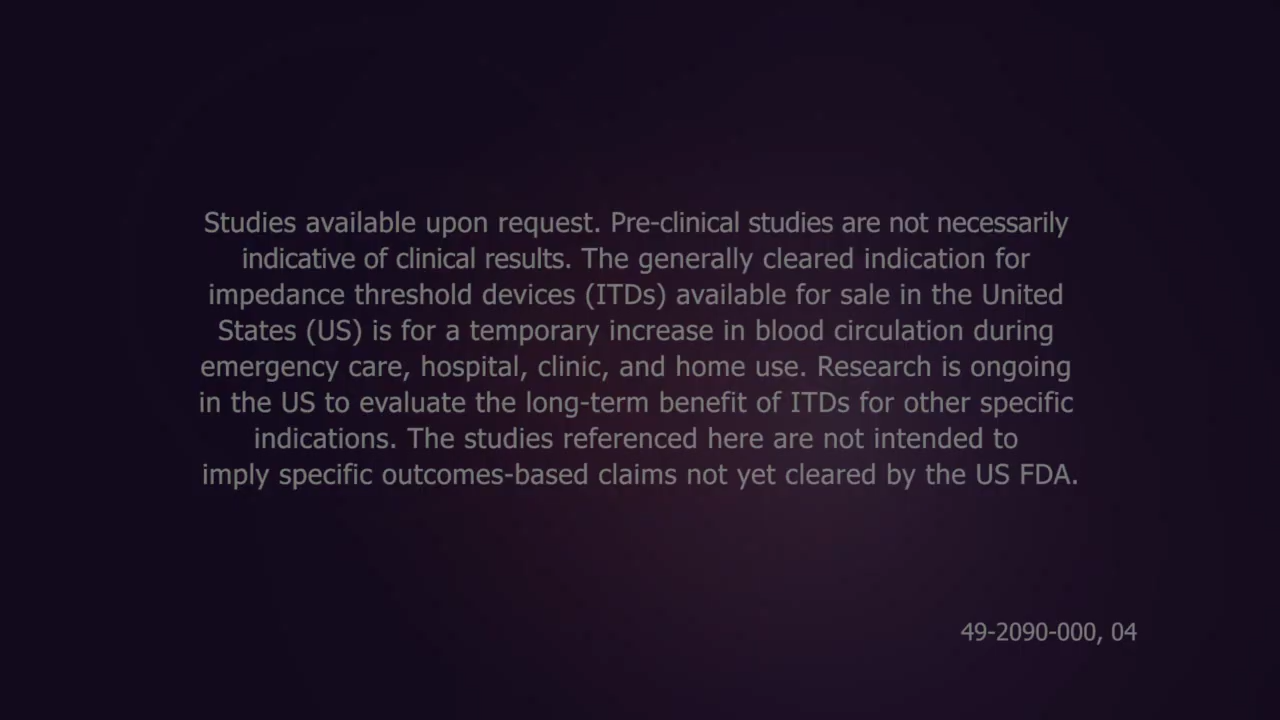 Studies available upon request. Pre-clinical studies are not necessarily
indicative of clinical results. The generally cleared indication for
impedance threshold devices (ITDs) available for sale in the United
States (US) is for a temporary increase in blood circulation during
emergency care, hospital, clinic, and home use. Research is ongoing
in the US to evaluate the long-term benefit of ITDs for other specific
indications. The studies referenced here are not intended to
imply specific outcomes-based claims not yet cleared by the US FDA.
49-2090-000, 04